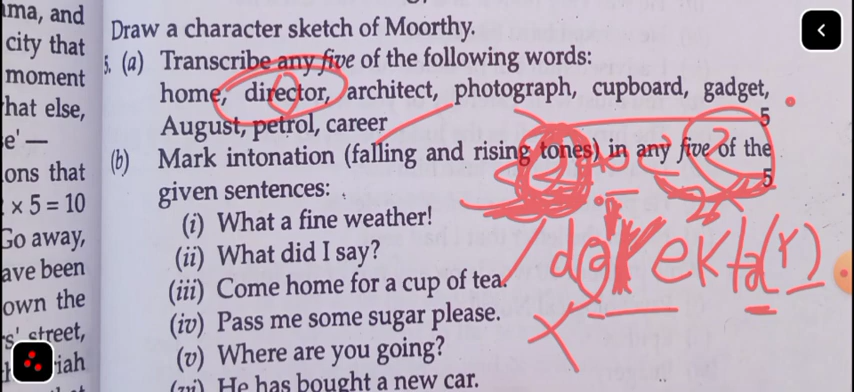 ma, and
city that
moment
hat else,
e' —
ons that
x 5 = 10
Go away,
ave been
own the
s' street,
iah
Draw a character sketch of Moorthy.
5. (a) Transcribe any five of the following words:
home, director, architect, photograph, cupboard, gadget,
August, petrol, career
5
(b) Mark intonation (falling and rising tones) in any five of the
given sentences:
5
(i) What a fine weather!
(ii) What did I say?
(iii) Come home for a cup of tea.
(iv) Pass me some sugar please.
(v) Where are you going?
(vi) He has bought a new car.